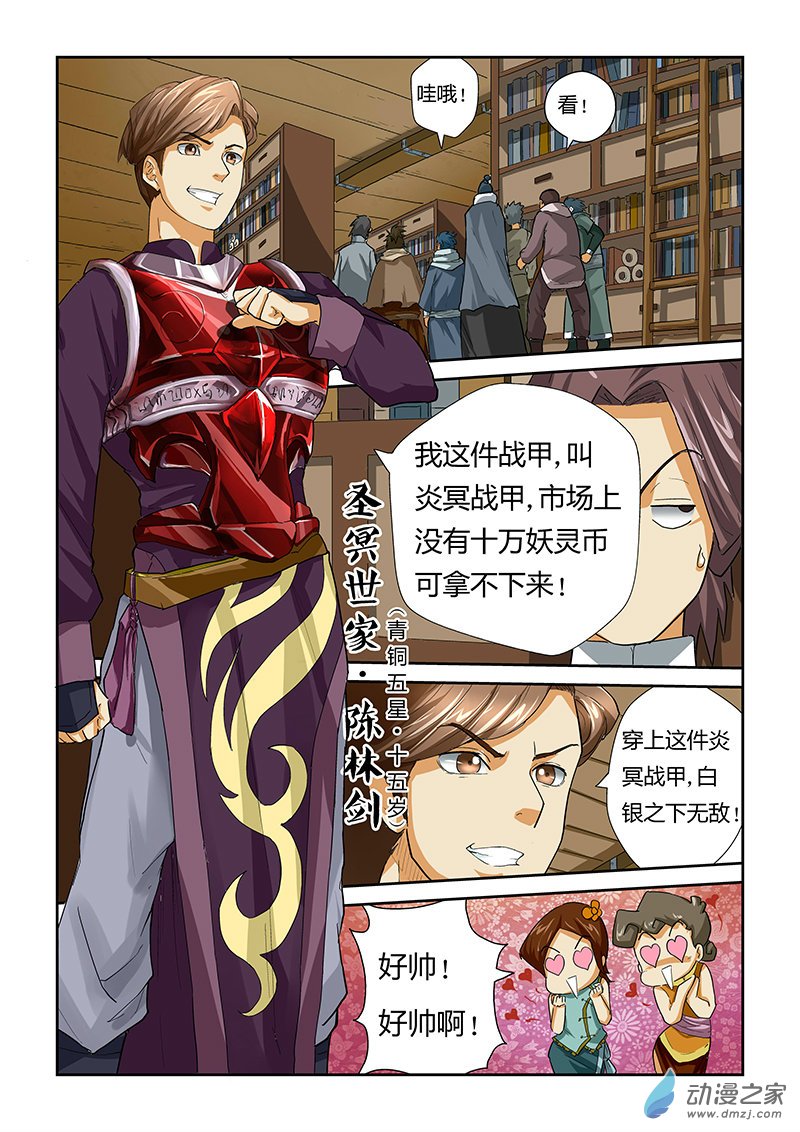 哇哦！
看！
我这件战甲，叫
炎冥战甲，市场上
没有十万妖灵币
可拿不下来！
圣冥世家·陈林剑
（青铜五星·十五岁）
穿上这件炎
冥战甲，白
银之下无敌！
好帅！
好帅啊！
动漫之家
www.dmzj.com